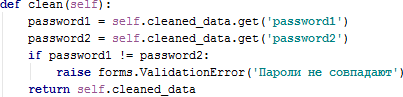 def clean(self):
    password1 = self.cleaned_data.get('password1')
    password2 = self.cleaned_data.get('password2')
    if password1 != password2:
        raise forms.ValidationError('Пароли не совпадают')
    return self.cleaned_data